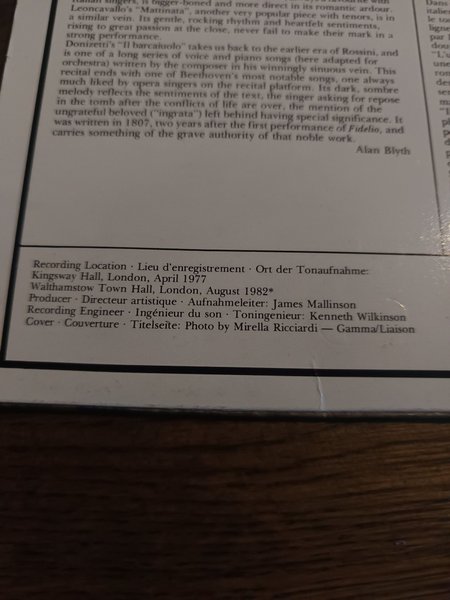 Italian singers, is bigger-boned and more direct in its romantic ardour.
Leoncavallo's "Mattinata", another very popular piece with tenors, is in
a similar vein. Its gentle, rocking rhythm and heartfelt sentiments,
rising to great passion at the close, never fail to make their mark in a
strong performance.
Donizetti's "Il barcaiuolo" takes us back to the earlier era of Rossini, and
is one of a long series of voice and piano songs (here adapted for
orchestra) written by the composer in his winningly sinuous vein. This
recital ends with one of Beethoven's most notable songs, one always
much liked by opera singers on the recital platform. Its dark, sombre
melody reflects the sentiments of the text, the singer asking for repose
in the tomb after the conflicts of life are over, the mention of the
ungrateful beloved ("ingrata") left behind having special significance. It
was written in 1807, two years after the first performance of Fidelio, and
carries something of the grave authority of that noble work.
Alan Blyth
Recording Location · Lieu d'enregistrement · Ort der Tonaufnahme:
Kingsway Hall, London, April 1977
Walthamstow Town Hall, London, August 1982*
Producer · Directeur artistique · Aufnahmeleiter: James Mallinson
Recording Engineer · Ingénieur du son · Toningenieur: Kenneth Wilkinson
Cover · Couverture · Titelseite: Photo by Mirella Ricciardi — Gamma/Liaison